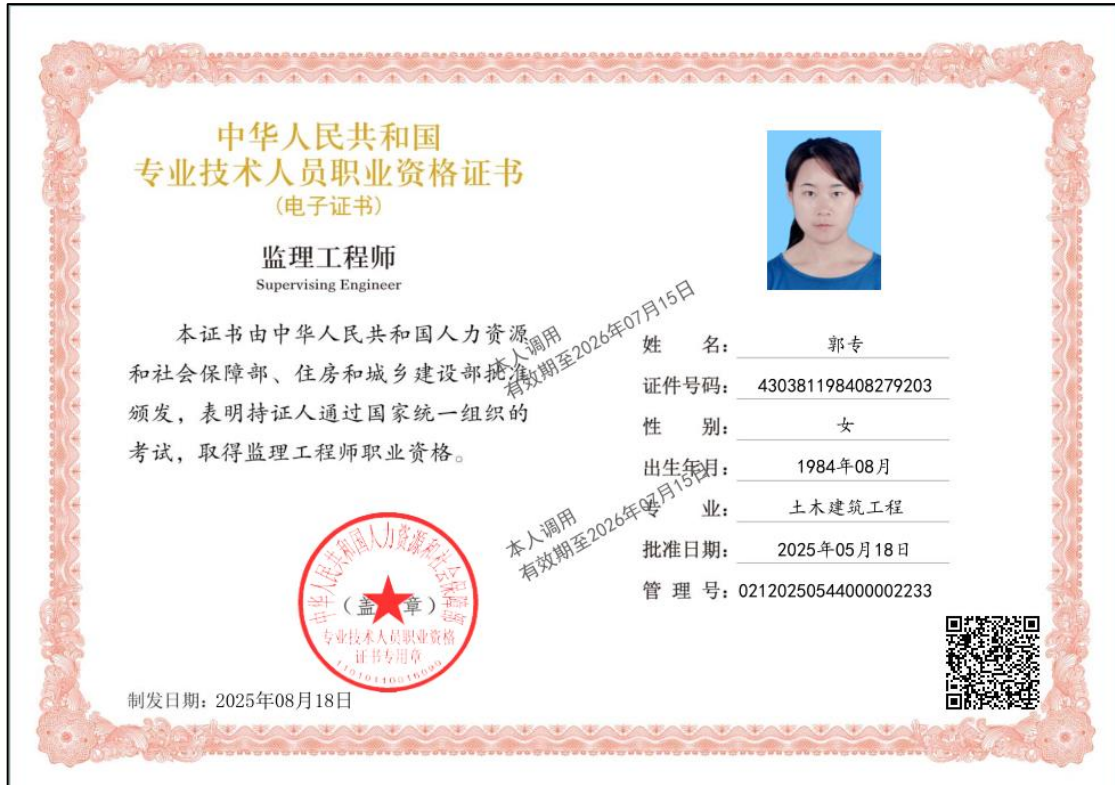 中华人民共和国
专业技术人员职业资格证书
(电子证书)
监理工程师
Supervising Engineer
本证书由中华人民共和国人力资源
和社会保障部、住房和城乡建设部批准
颁发，表明持证人通过国家统一组织的
考试，取得监理工程师职业资格。
本人调用
有效期至2026年07月15日
姓 名： 郭专
证件号码： 430381198408279203
性 别： 女
出生年月： 1984年08月
专 业： 土木建筑工程
批准日期： 2025年05月18日
管 理 号： 02120250544000002233
本人调用
有效期至2026年07月15日
中华人民共和国人力资源和社会保障部
（盖 章）
专业技术人员职业资格
证书专用章
制发日期：2025年08月18日